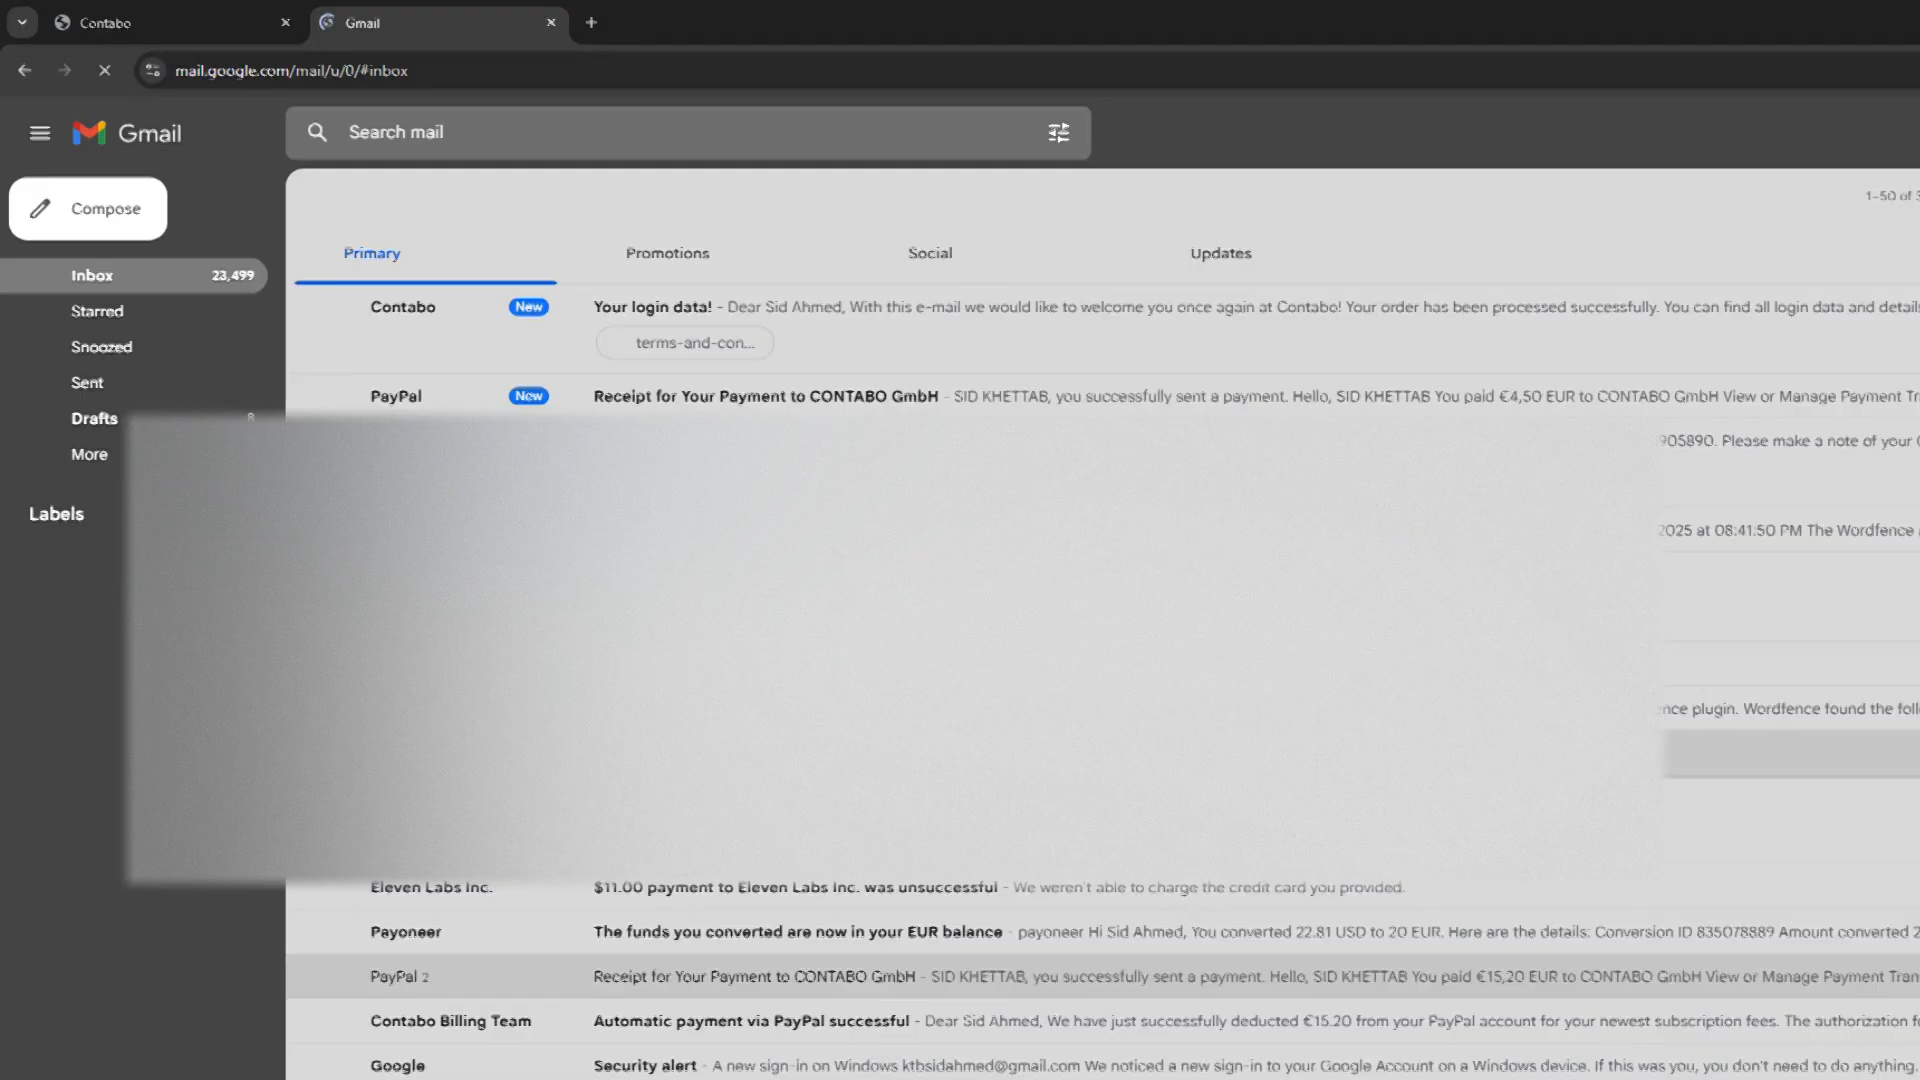 Contabo
Gmail
mail.google.com/mail/u/0/#inbox
Gmail
Search mail
Compose
1–50 of
Primary
Promotions
Social
Updates
Inbox 23,499
Starred
Snoozed
Sent
Drafts 8
More
Labels
Contabo New Your login data! - Dear Sid Ahmed, With this e-mail we would like to welcome you once again at Contabo! Your order has been processed successfully. You can find all login data and details
terms-and-con...
PayPal New Receipt for Your Payment to CONTABO GmbH - SID KHETTAB, you successfully sent a payment. Hello, SID KHETTAB You paid €4,50 EUR to CONTABO GmbH View or Manage Payment Tr
905890. Please make a note of your
2025 at 08:41:50 PM The Wordfence
nce plugin. Wordfence found the foll
Eleven Labs Inc. $11.00 payment to Eleven Labs Inc. was unsuccessful - We weren't able to charge the credit card you provided.
Payoneer The funds you converted are now in your EUR balance - payoneer Hi Sid Ahmed, You converted 22.81 USD to 20 EUR. Here are the details: Conversion ID 835078889 Amount converted 2
PayPal 2 Receipt for Your Payment to CONTABO GmbH - SID KHETTAB, you successfully sent a payment. Hello, SID KHETTAB You paid €15,20 EUR to CONTABO GmbH View or Manage Payment Tran
Contabo Billing Team Automatic payment via PayPal successful - Dear Sid Ahmed, We have just successfully deducted €15.20 from your PayPal account for your newest subscription fees. The authorization f
Google Security alert - A new sign-in on Windows ktbsidahmed@gmail.com We noticed a new sign-in to your Google Account on a Windows device. If this was you, you don't need to do anything.